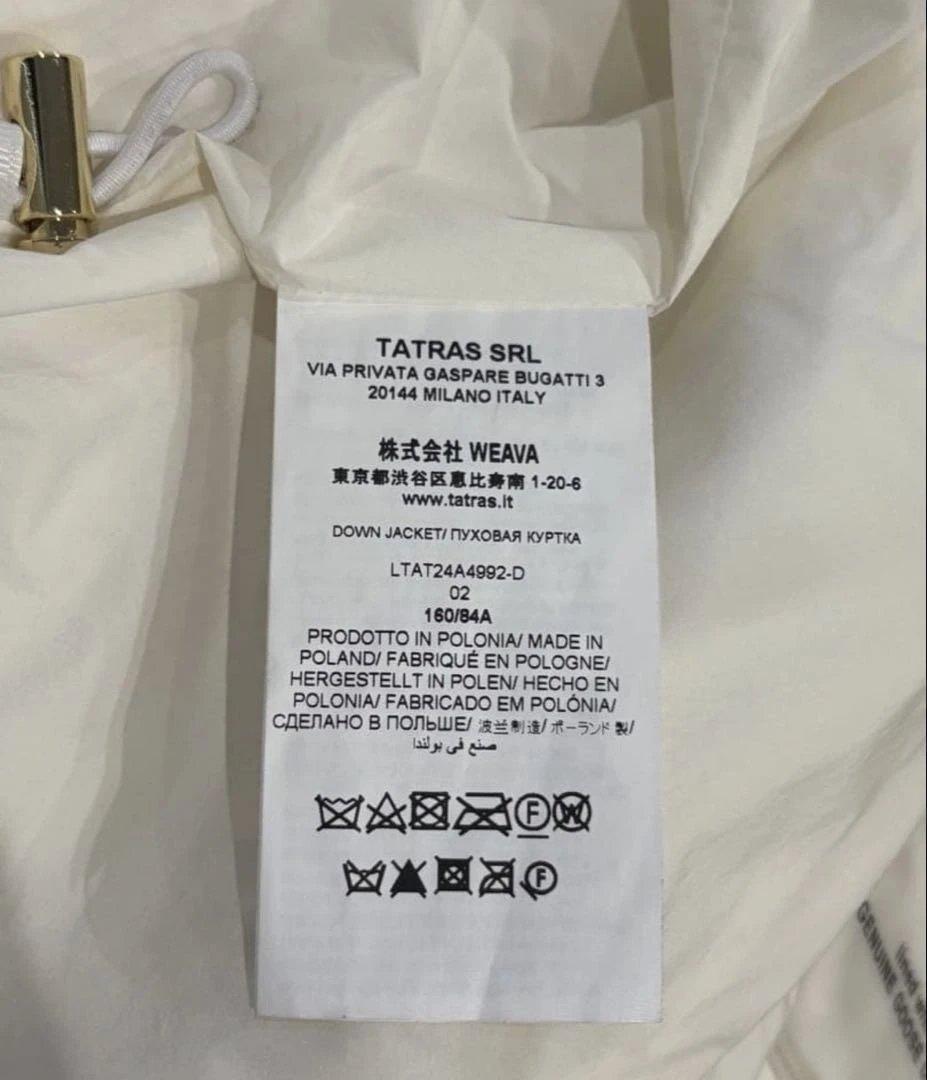 TATRAS SRL
VIA PRIVATA GASPARE BUGATTI 3
20144 MILANO ITALY
株式会社 WEAVA
東京都渋谷区恵比寿南 1-20-6
www.tatras.it
DOWN JACKET/ ПУХОВАЯ КУРТКА
LTAT24A4992-D
02
160/84A
PRODOTTO IN POLONIA/ MADE IN
POLAND/ FABRIQUÉ EN POLOGNE/
HERGESTELLT IN POLEN/ HECHO EN
POLONIA/ FABRICADO EM POLÓNIA/
СДЕЛАНО В ПОЛЬШЕ/ 波兰制造/ ポーランド 製/
صنع في بولندا
F W
F
GENUINE GOOSE